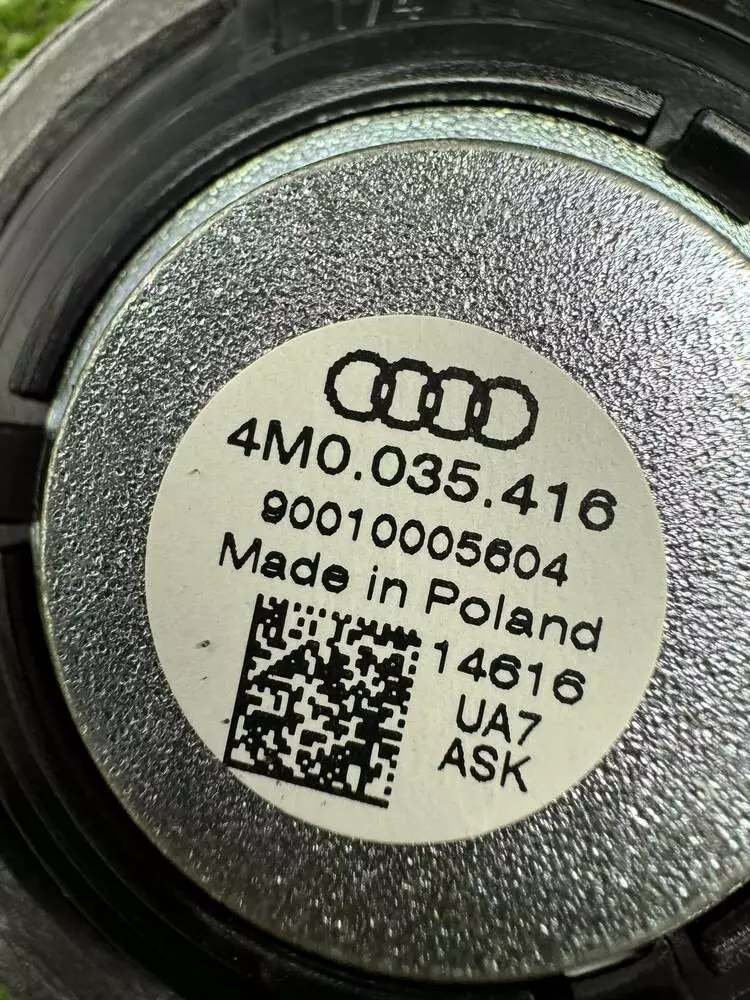 4M0.035.416
90010005604
Made in Poland
14616
UA7
ASK